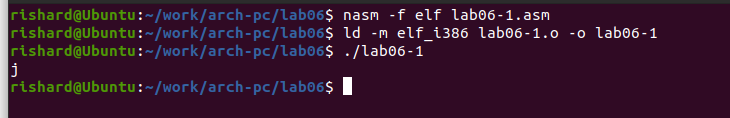 rishard@Ubuntu:~/work/arch-pc/lab06$ nasm -f elf lab06-1.asm
rishard@Ubuntu:~/work/arch-pc/lab06$ ld -m elf_i386 lab06-1.o -o lab06-1
rishard@Ubuntu:~/work/arch-pc/lab06$ ./lab06-1
j
rishard@Ubuntu:~/work/arch-pc/lab06$